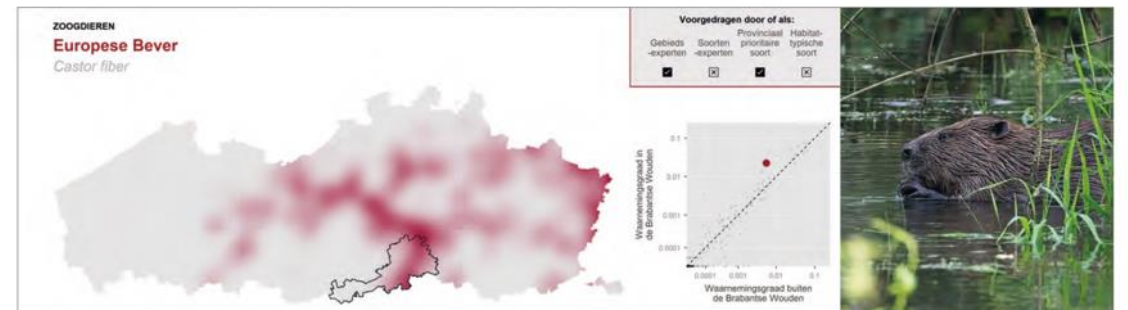 ZOOGDIEREN
Europese Bever
Castor fiber
Voorgedragen door of als:
Gebieds
-experten
Soorten
-experten
Provinciaal
prioritaire
soort
Habitat-
typische
soort
Waarnemingsgraad in
de Brabantse Wouden
0.1
0.01
0.001
0.0001
0.0001 0.001 0.01 0.1
Waarnemingsgraad buiten
de Brabantse Wouden